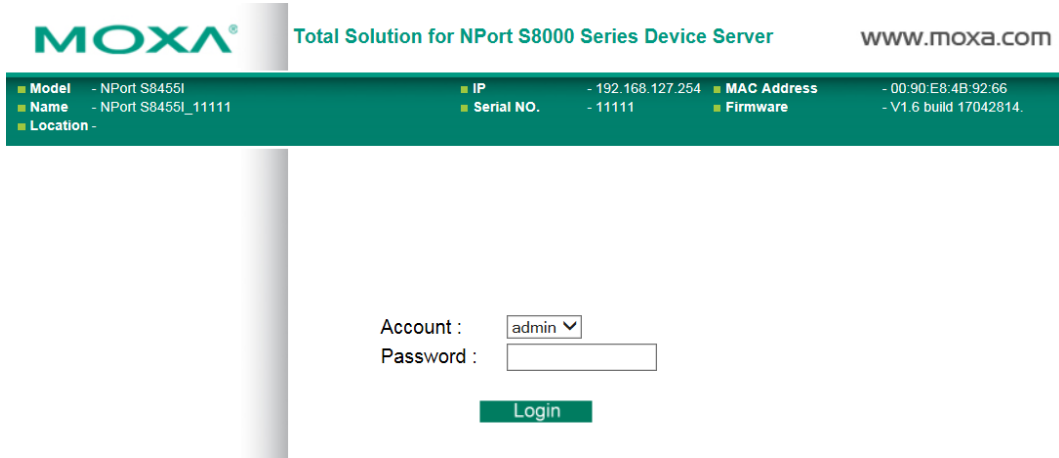 MOXA® Total Solution for NPort S8000 Series Device Server www.moxa.com
Model - NPort S8455I IP - 192.168.127.254 MAC Address - 00:90:E8:4B:92:66
Name - NPort S8455I_11111 Serial NO. - 11111 Firmware - V1.6 build 17042814.
Location -
Account : admin
Password :
Login